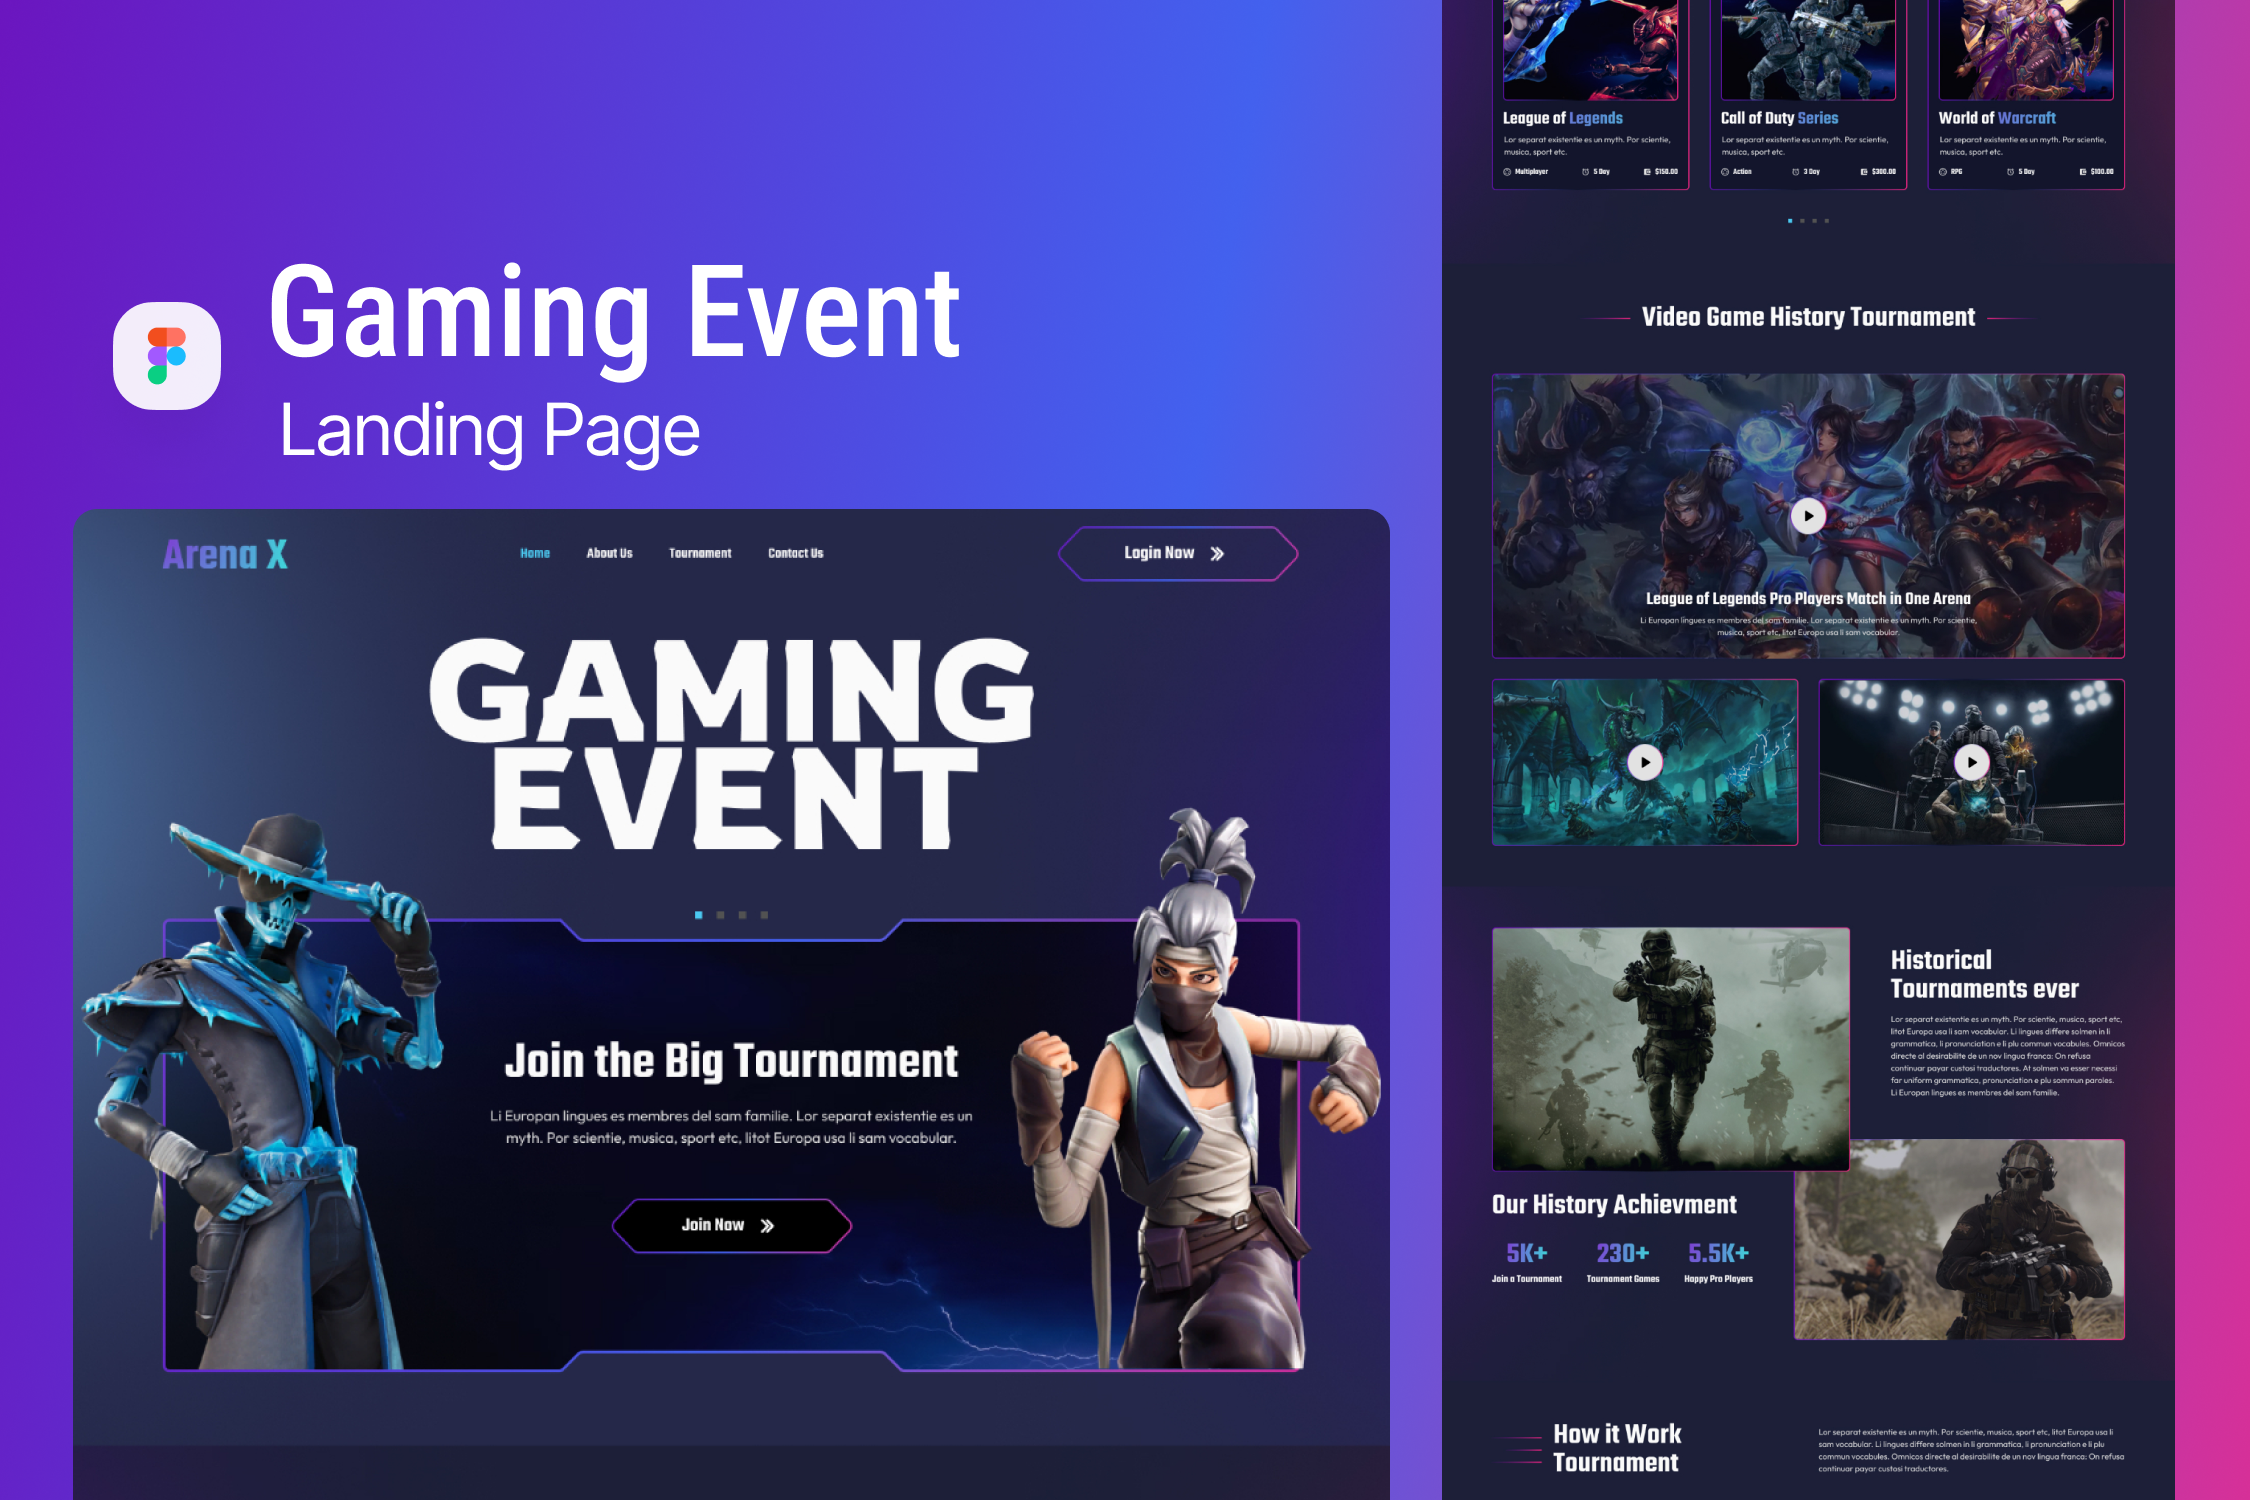 Gaming Event
Landing Page
Arena X
Home
About Us
Tournament
Contact Us
Login Now
GAMING
EVENT
Join the Big Tournament
Li Europan lingues es membres del sam familie. Lor separat existentie es un
myth. Por scientie, musica, sport etc, litot Europa usa li sam vocabular.
Join Now
League of Legends
Lor separat existentie es un myth. Por scientie,
musica, sport etc.
Multiplayer
5 Day
$150.00
Call of Duty Series
Lor separat existentie es un myth. Por scientie,
musica, sport etc.
Action
3 Day
$300.00
World of Warcraft
Lor separat existentie es un myth. Por scientie,
musica, sport etc.
RPG
5 Day
$100.00
Video Game History Tournament
League of Legends Pro Players Match in One Arena
Li Europan lingues es membres del sam familie. Lor separat existentie es un myth. Por scientie,
musica, sport etc, litot Europa usa li sam vocabular.
Historical
Tournaments ever
Lor separat existentie es un myth. Por scientie, musica, sport etc,
litot Europa usa li sam vocabular. Li lingues differe solmen in li
grammatica, li pronunciation e li plu commun vocabules. Omnicos
directe al desirabilite de un nov lingua franca: On refusa
continuar payar custosi traductores. At solmen va esser necessi
far uniform grammatica, pronunciation e plu sommun paroles.
Li Europan lingues es membres del sam familie.
Our History Achievment
5K+
230+
5.5K+
Join a Tournament
Tournament Games
Happy Pro Players
How it Work
Tournament
Lor separat existentie es un myth. Por scientie, musica, sport etc, litot Europa usa li
sam vocabular. Li lingues differe solmen in li grammatica, li pronunciation e li plu
commun vocabules. Omnicos directe al desirabilite de un nov lingua franca: On refusa
continuar payar custosi traductores.